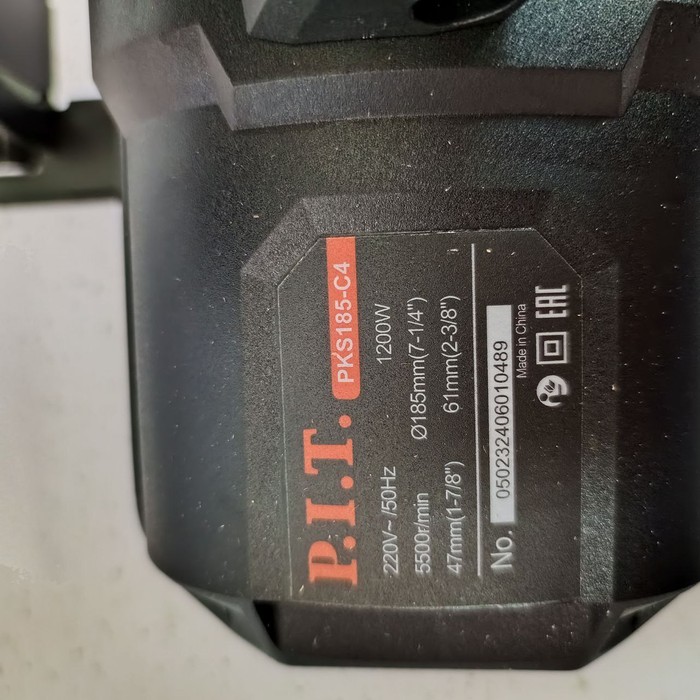 P.I.T. PKS185-C4
220V~ /50Hz 1200W
5500r/min Ø185mm(7-1/4")
47mm(1-7/8") 61mm(2-3/8")
No. 050232406010489
Made in China
EAC